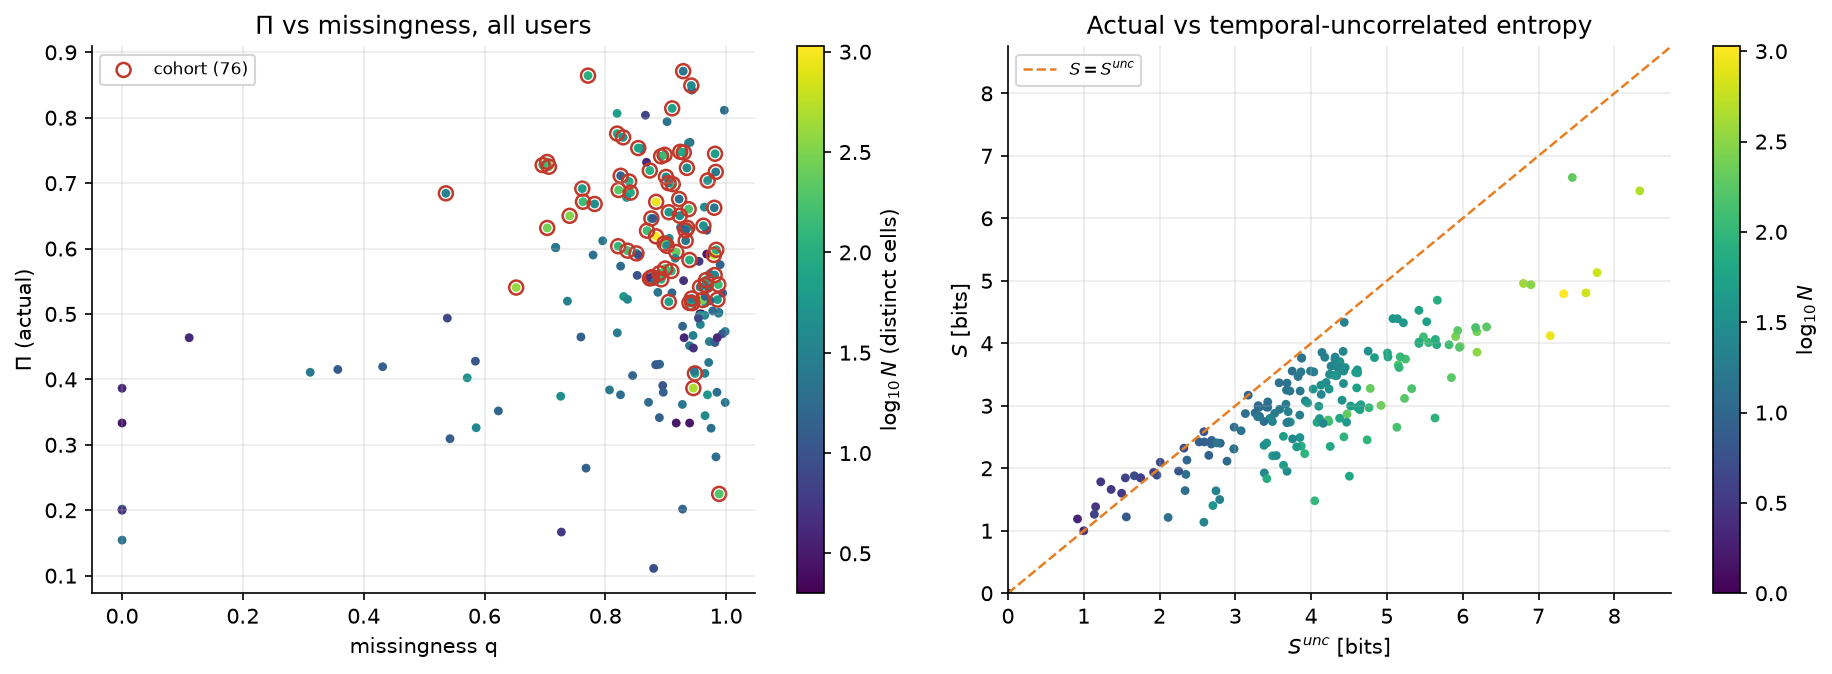 Π vs missingness, all users
cohort (76)
0.9
0.8
0.7
0.6
0.5
0.4
0.3
0.2
0.1
Π (actual)
0.0 0.2 0.4 0.6 0.8 1.0
missingness q
3.0
2.5
2.0
1.5
1.0
0.5
log₁₀ N (distinct cells)
Actual vs temporal-uncorrelated entropy
S = Sᵘⁿᶜ
8
7
6
5
4
3
2
1
0
S [bits]
0 1 2 3 4 5 6 7 8
Sᵘⁿᶜ [bits]
3.0
2.5
2.0
1.5
1.0
0.5
0.0
log₁₀ N